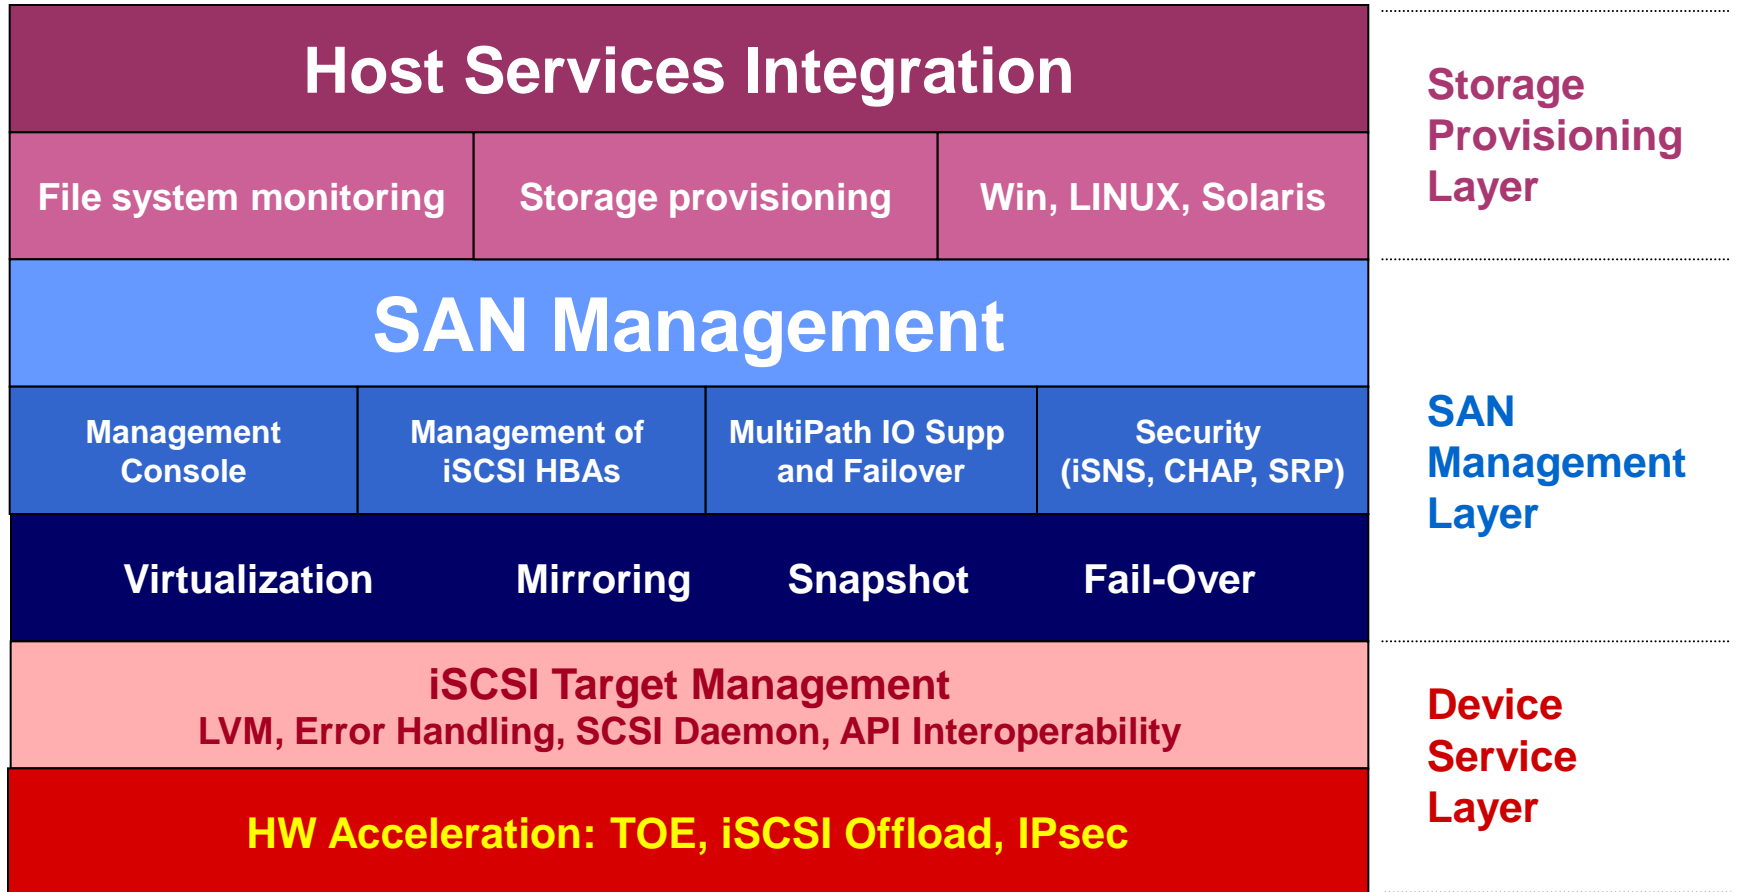 Host Services Integration
Storage
Provisioning
Layer
File system monitoring
Storage provisioning
Win, LINUX, Solaris
SAN Management
Management
Console
Management of
iSCSI HBAs
MultiPath IO Supp
and Failover
Security
(iSNS, CHAP, SRP)
SAN
Management
Layer
Virtualization
Mirroring
Snapshot
Fail-Over
iSCSI Target Management
LVM, Error Handling, SCSI Daemon, API Interoperability
Device
Service
Layer
HW Acceleration: TOE, iSCSI Offload, IPsec